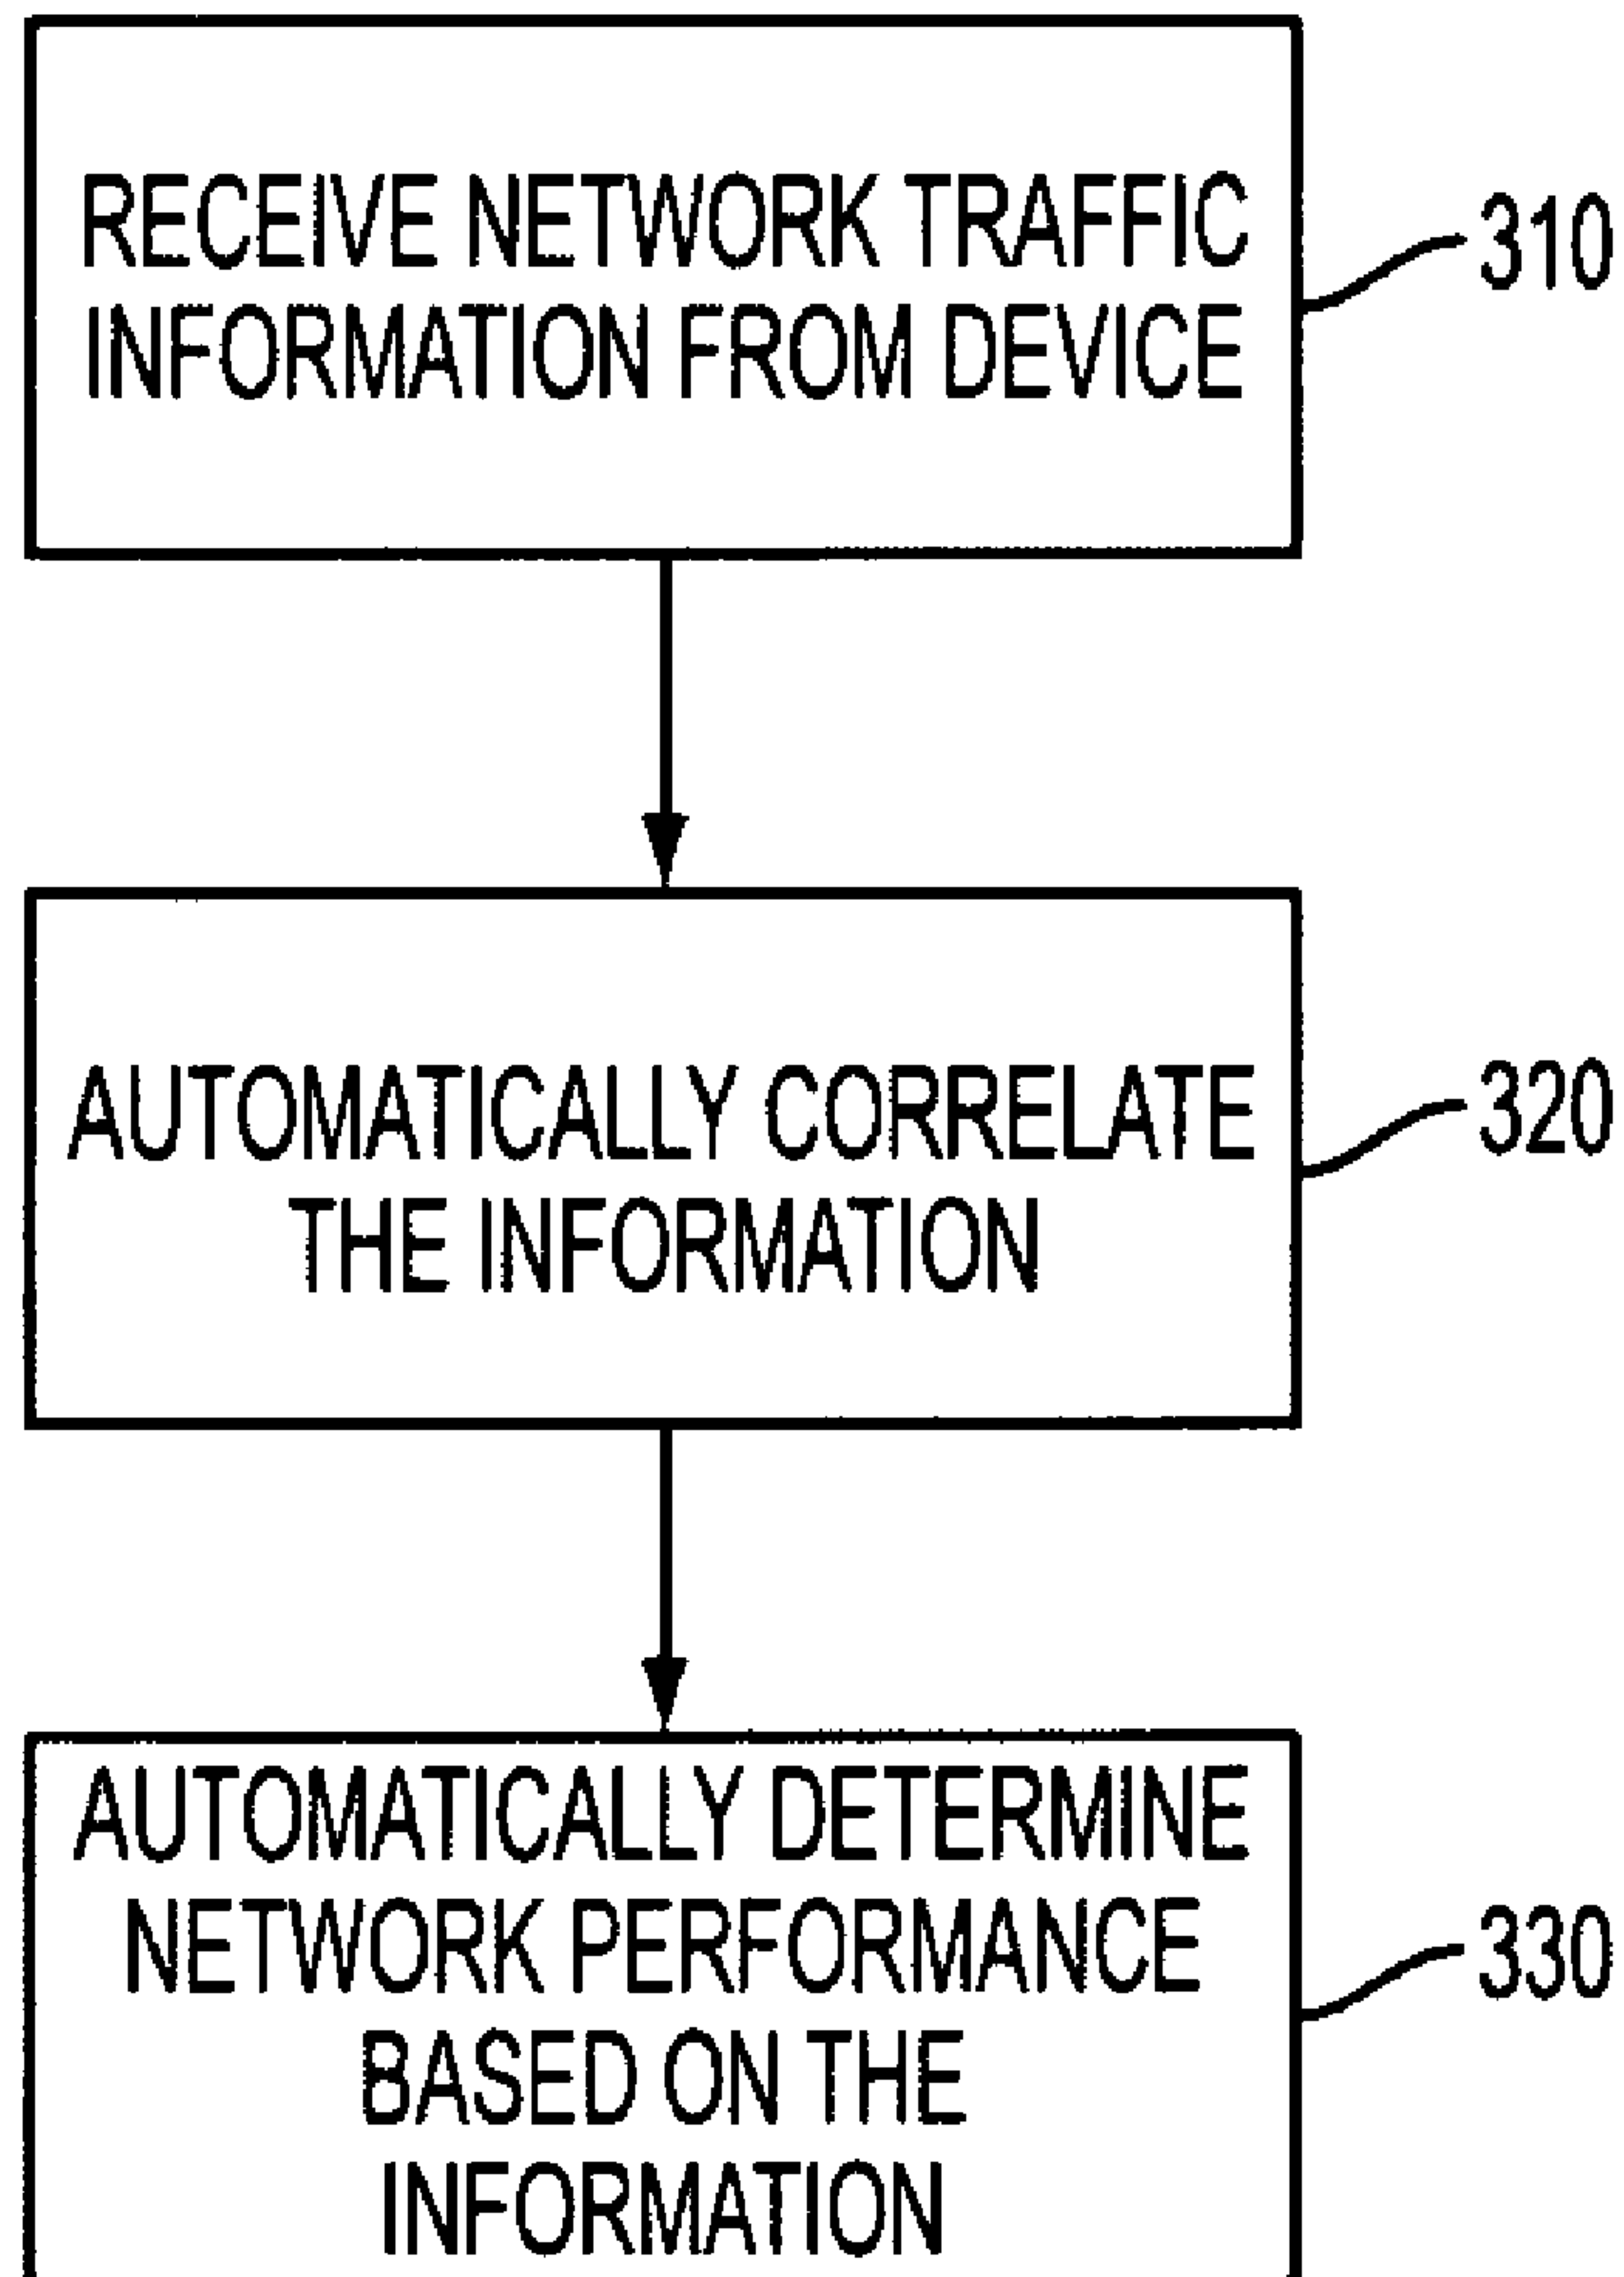 RECEIVE NETWORK TRAFFIC
INFORMATION FROM DEVICE
310
AUTOMATICALLY CORRELATE
THE INFORMATION
320
AUTOMATICALLY DETERMINE
NETWORK PERFORMANCE
BASED ON THE
INFORMATION
330